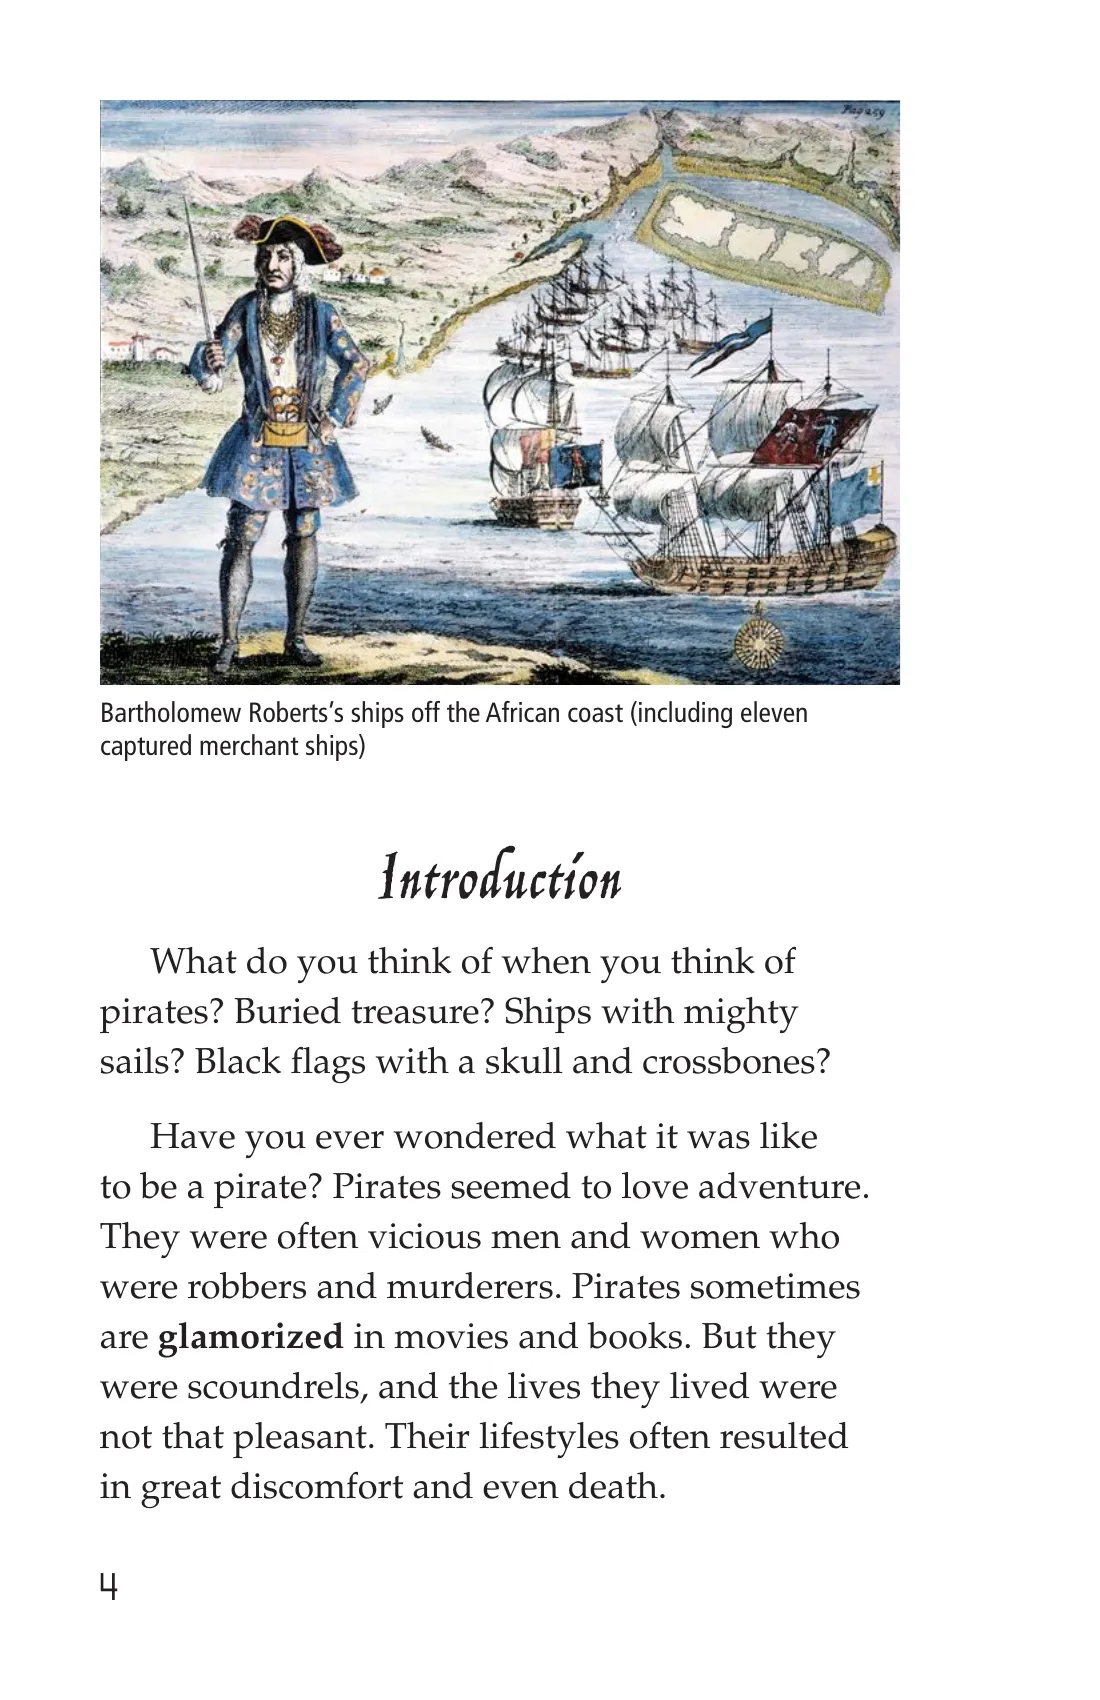 Page 259
Bartholomew Roberts’s ships off the African coast (including eleven
captured merchant ships)
Introduction
What do you think of when you think of
pirates? Buried treasure? Ships with mighty
sails? Black flags with a skull and crossbones?
Have you ever wondered what it was like
to be a pirate? Pirates seemed to love adventure.
They were often vicious men and women who
were robbers and murderers. Pirates sometimes
are glamorized in movies and books. But they
were scoundrels, and the lives they lived were
not that pleasant. Their lifestyles often resulted
in great discomfort and even death.
4